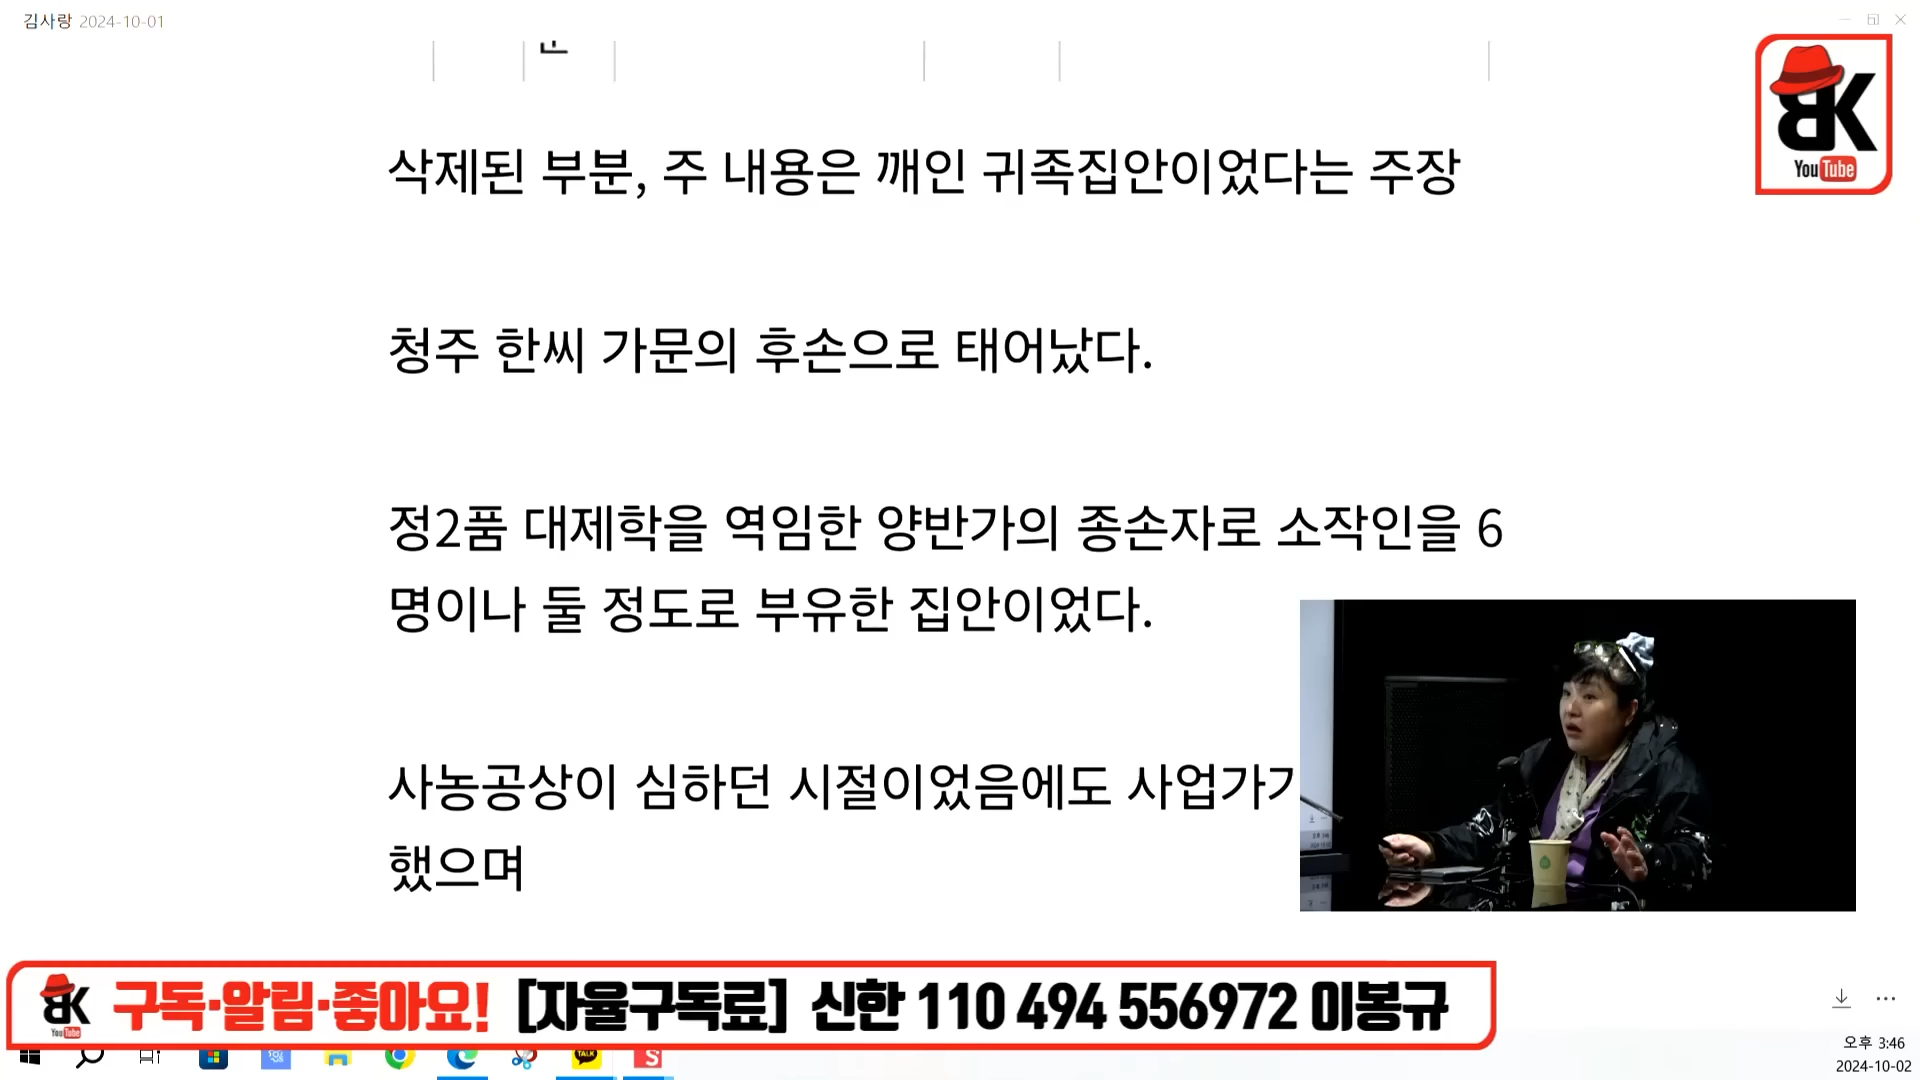 김사랑 2024-10-01
BK
YouTube
삭제된 부분, 주 내용은 깨인 귀족집안이었다는 주장
청주 한씨 가문의 후손으로 태어났다.
정2품 대제학을 역임한 양반가의 종손자로 소작인을 6
명이나 둘 정도로 부유한 집안이었다.
사농공상이 심하던 시절이었음에도 사업가기
했으며
BK YouTube 구독·알림·좋아요! [자율구독료] 신한 110 494 556972 이봉규
TALK
S
오후 3:46
2024-10-02